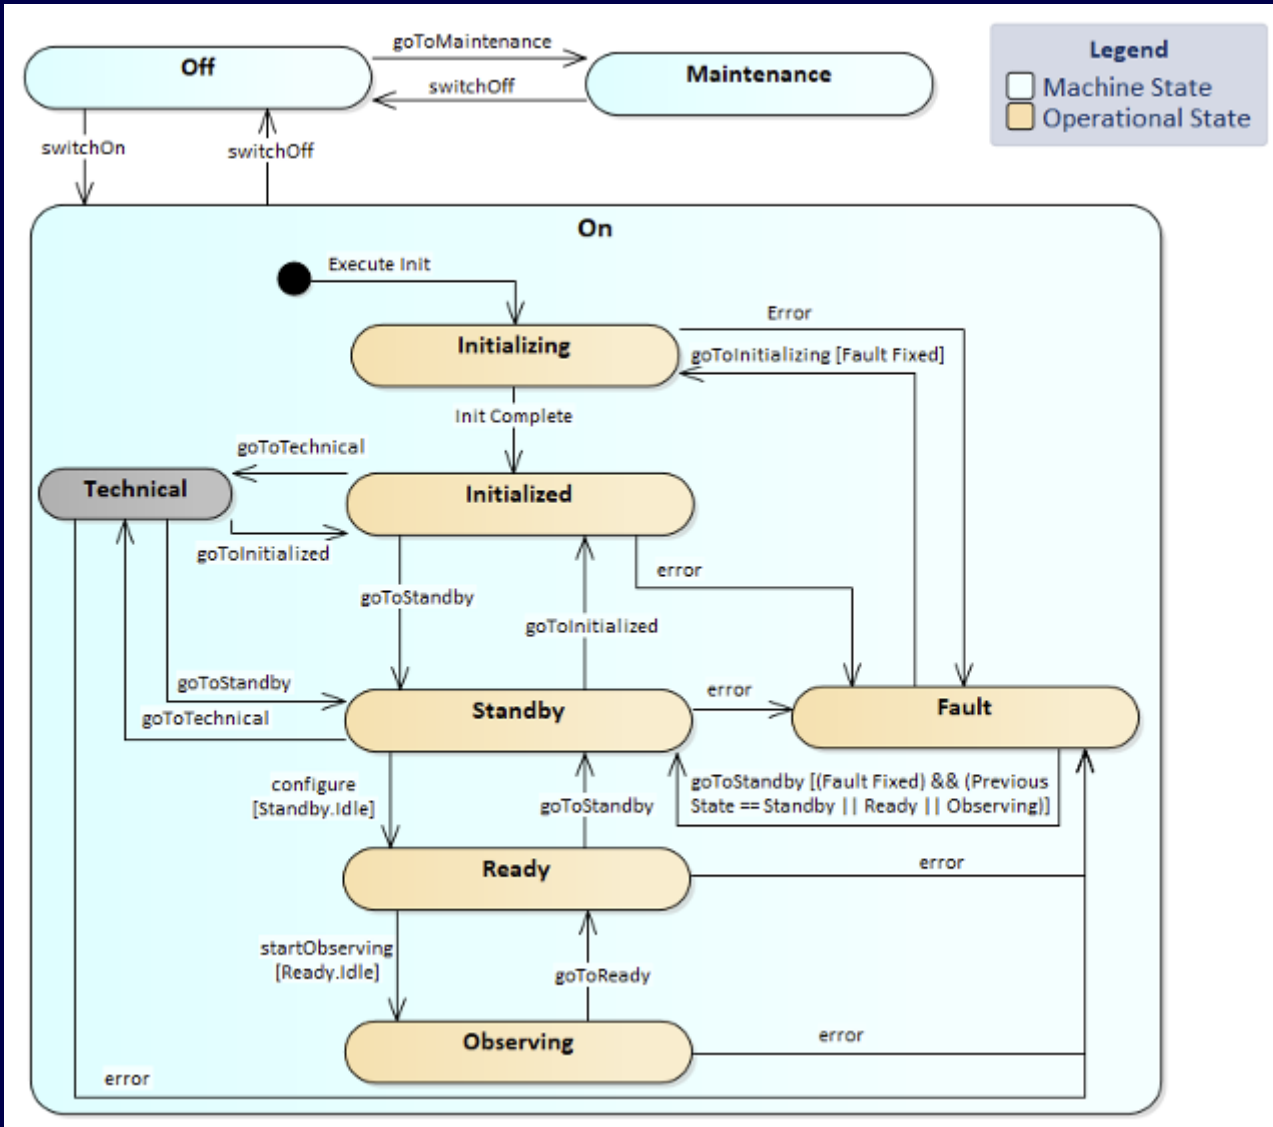 Off
goToMaintenance
switchOff
Maintenance
Legend
Machine State
Operational State
switchOn
switchOff
On
Execute Init
Initializing
Error
goToInitializing [Fault Fixed]
Init Complete
goToTechnical
Technical
Initialized
goToInitialized
error
goToStandby
goToInitialized
goToStandby
goToTechnical
Standby
error
Fault
configure
[Standby.Idle]
goToStandby
goToStandby [(Fault Fixed) && (Previous
State == Standby || Ready || Observing)]
Ready
error
startObserving
[Ready.Idle]
goToReady
Observing
error
error